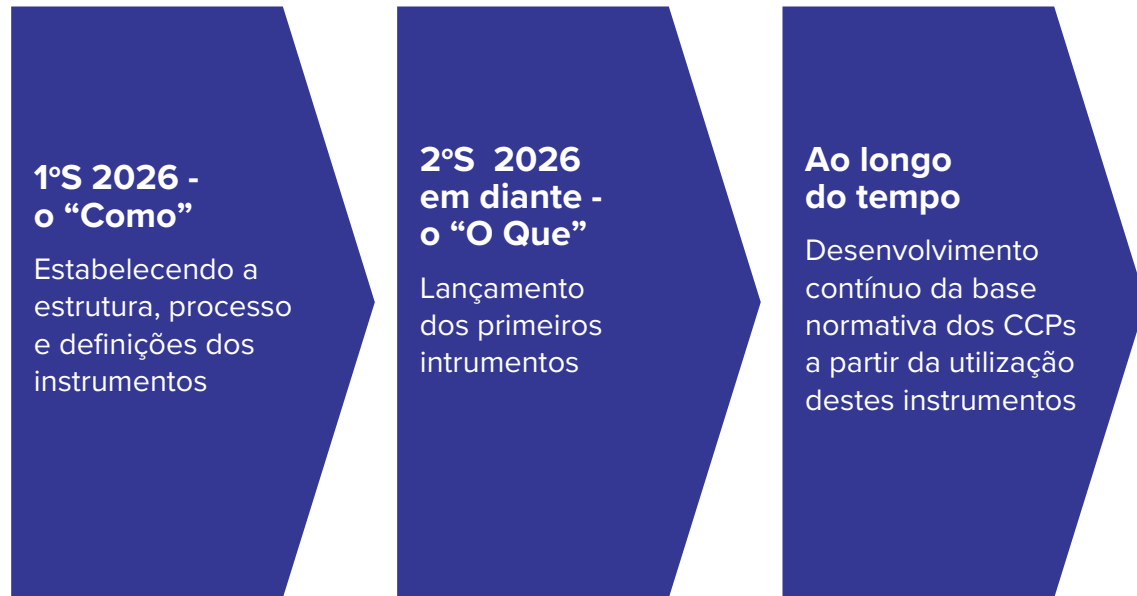 1ºS 2026 -
o “Como”
Estabelecendo a
estrutura, processo
e definições dos
instrumentos
2ºS  2026
em diante -
o “O Que”
Lançamento
dos primeiros
intrumentos
Ao longo
do tempo
Desenvolvimento
contínuo da base
normativa dos CCPs
a partir da utilização
destes instrumentos